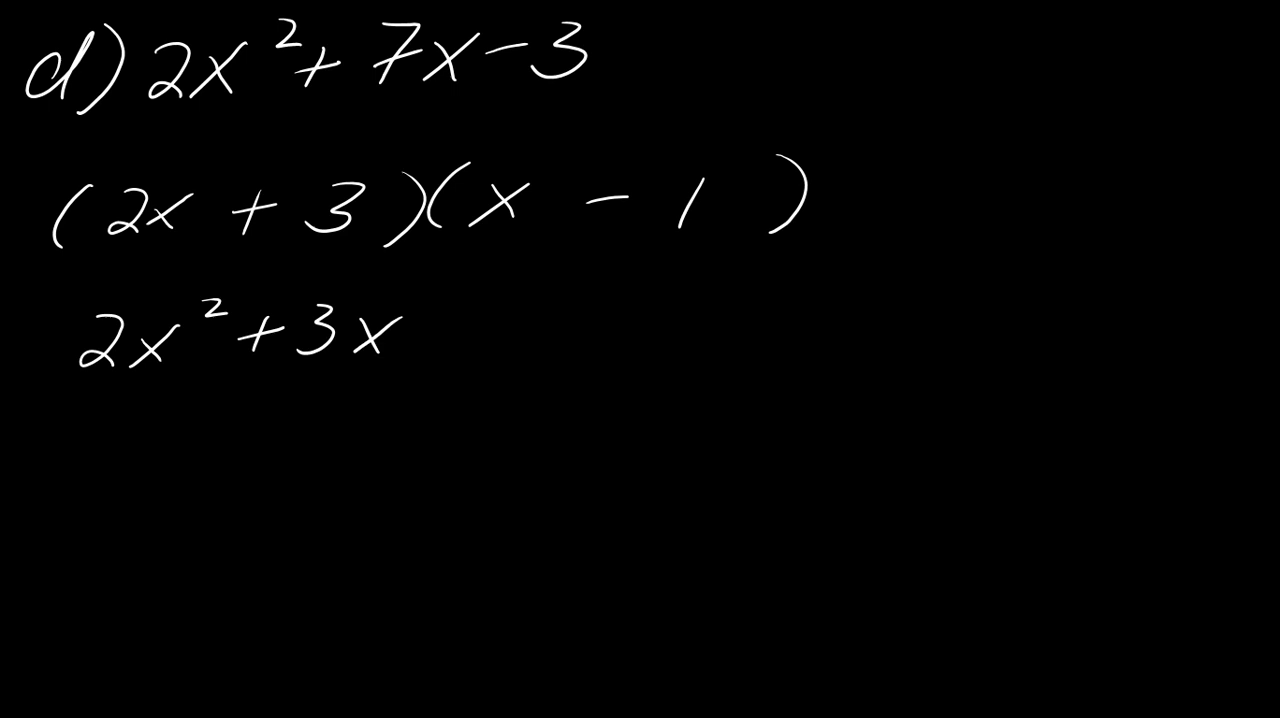 d) 2x² + 7x - 3
(2x + 3)(x - 1)
2x² + 3x